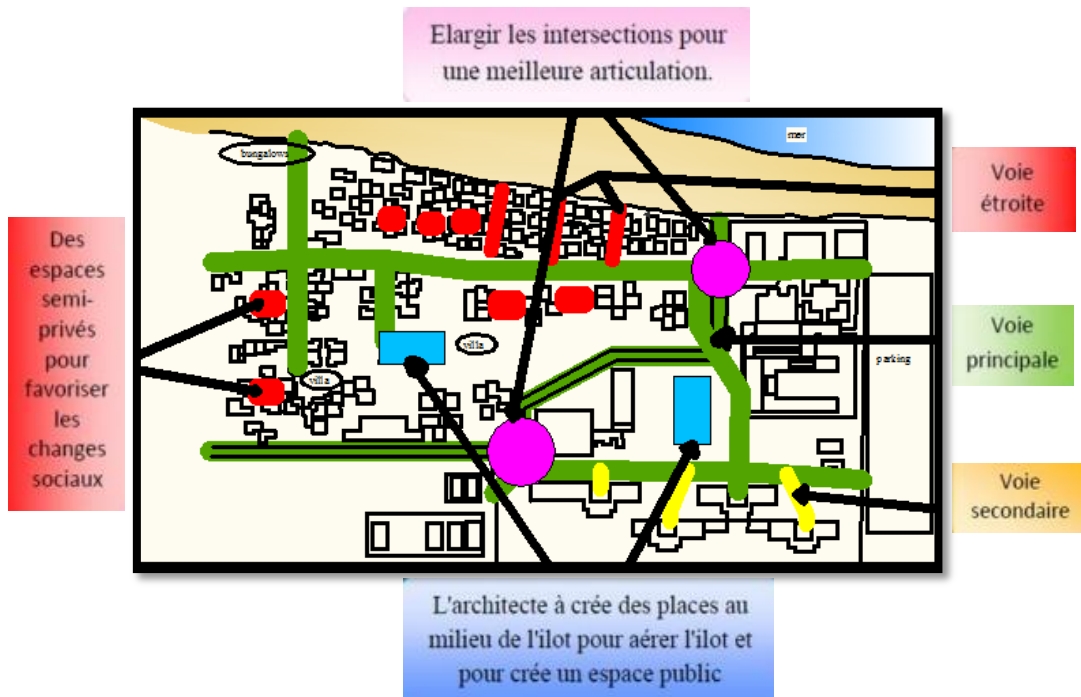 Elargir les intersections pour
une meilleure articulation.
mer
bungalows
Voie
étroite
Des
espaces
semi-
privés
pour
favoriser
les
changes
sociaux
Voie
principale
villa
parking
villa
Voie
secondaire
L'architecte à crée des places au
milieu de l'ilot pour aérer l'ilot et
pour crée un espace public